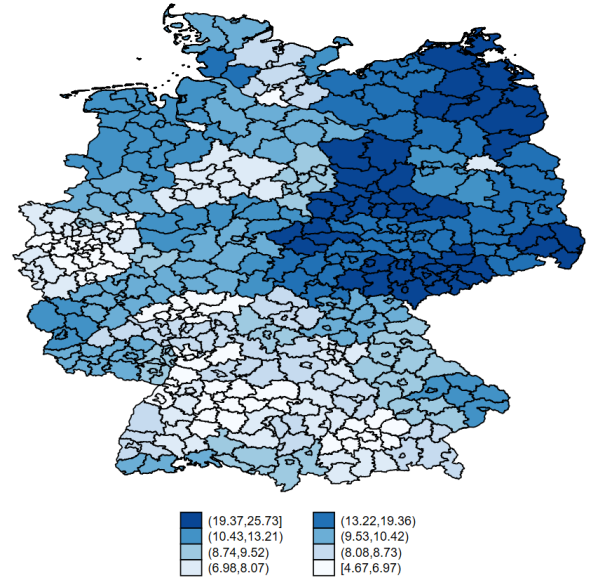 (19.37,25.73] (13.22,19.36]
(10.43,13.21] (9.53,10.42]
(8.74,9.52] (8.08,8.73]
(6.98,8.07] [4.67,6.97]